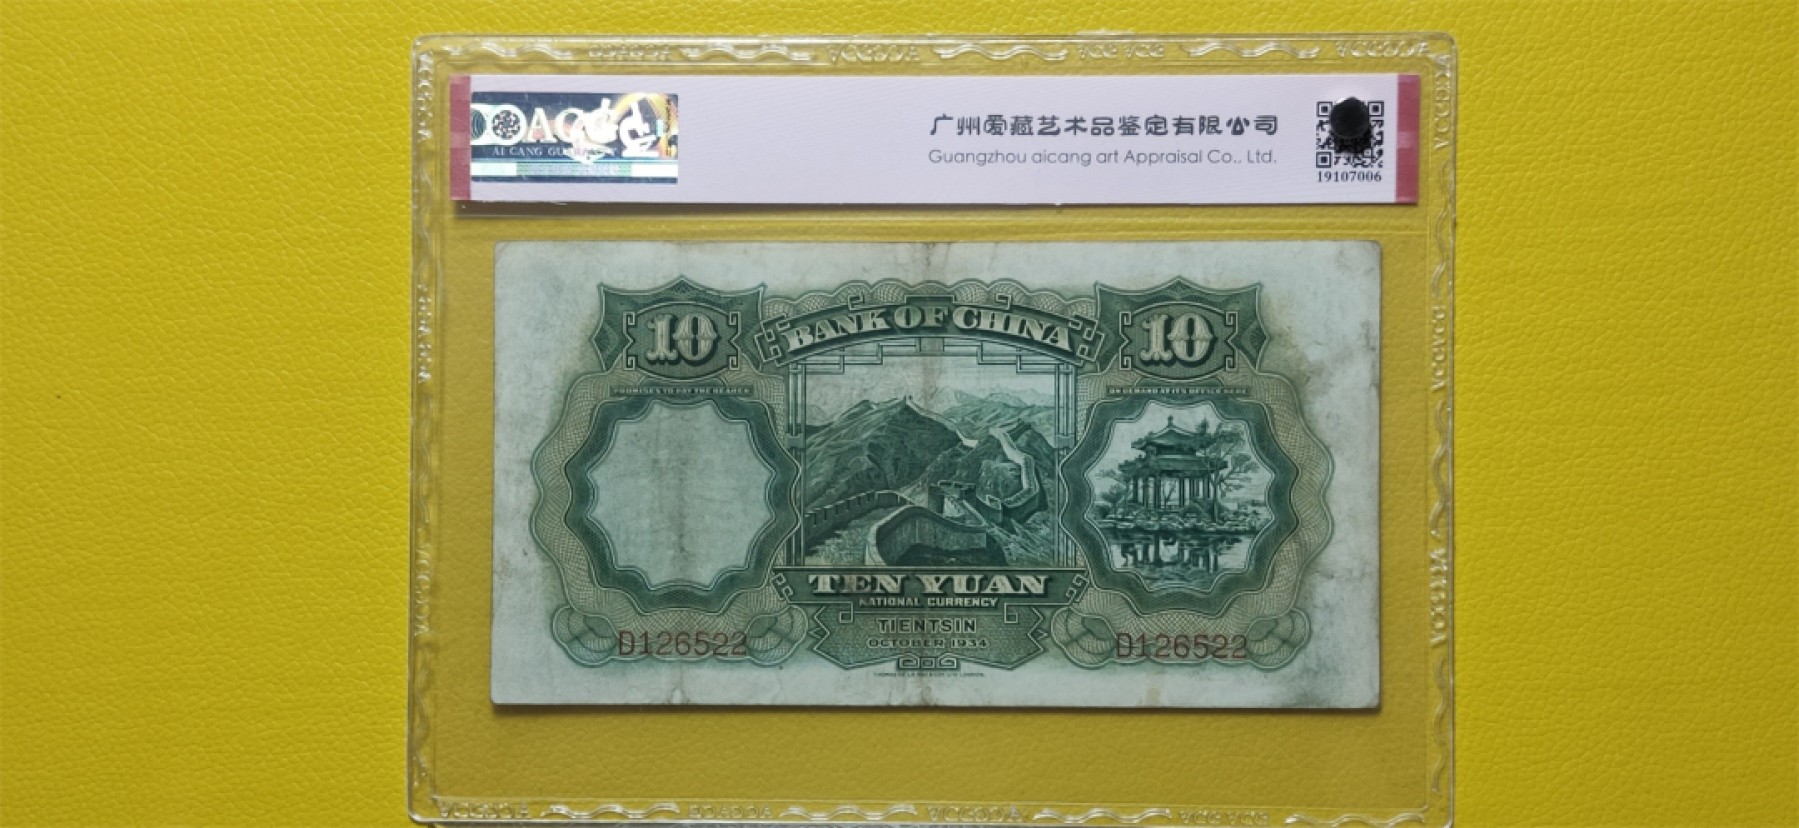 广州爱藏艺术品鉴定有限公司
Guangzhou aicang art Appraisal Co., Ltd.
19107006
10
BANK OF CHINA
10
PROMISES TO PAY THE BEARER
ON DEMAND AT ITS OFFICE HERE
TEN YUAN
NATIONAL CURRENCY
TIENTSIN
OCTOBER 1934
D126522
D126522